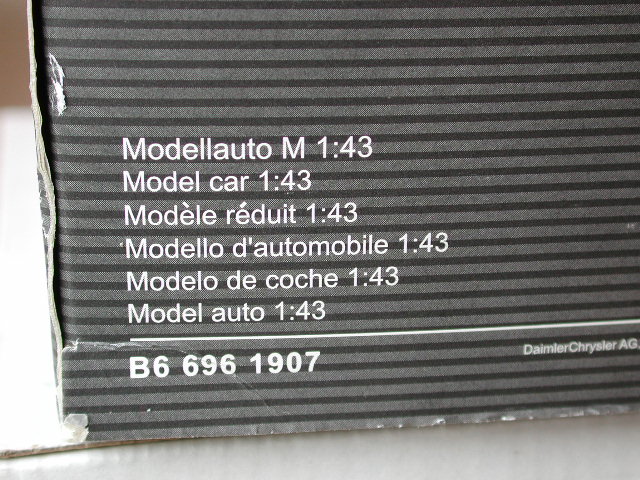 Modellauto M 1:43
Model car 1:43
Modèle réduit 1:43
Modello d'automobile 1:43
Modelo de coche 1:43
Model auto 1:43
DaimlerChrysler AG,
B6 696 1907